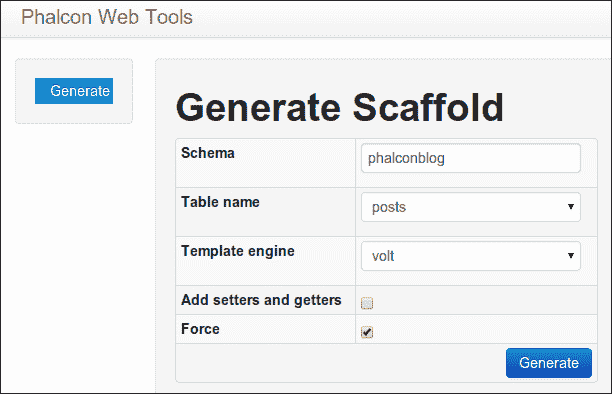 Phalcon Web Tools
Generate
Generate Scaffold
Schema
phalconblog
Table name
posts
Template engine
volt
Add setters and getters
Force
Generate